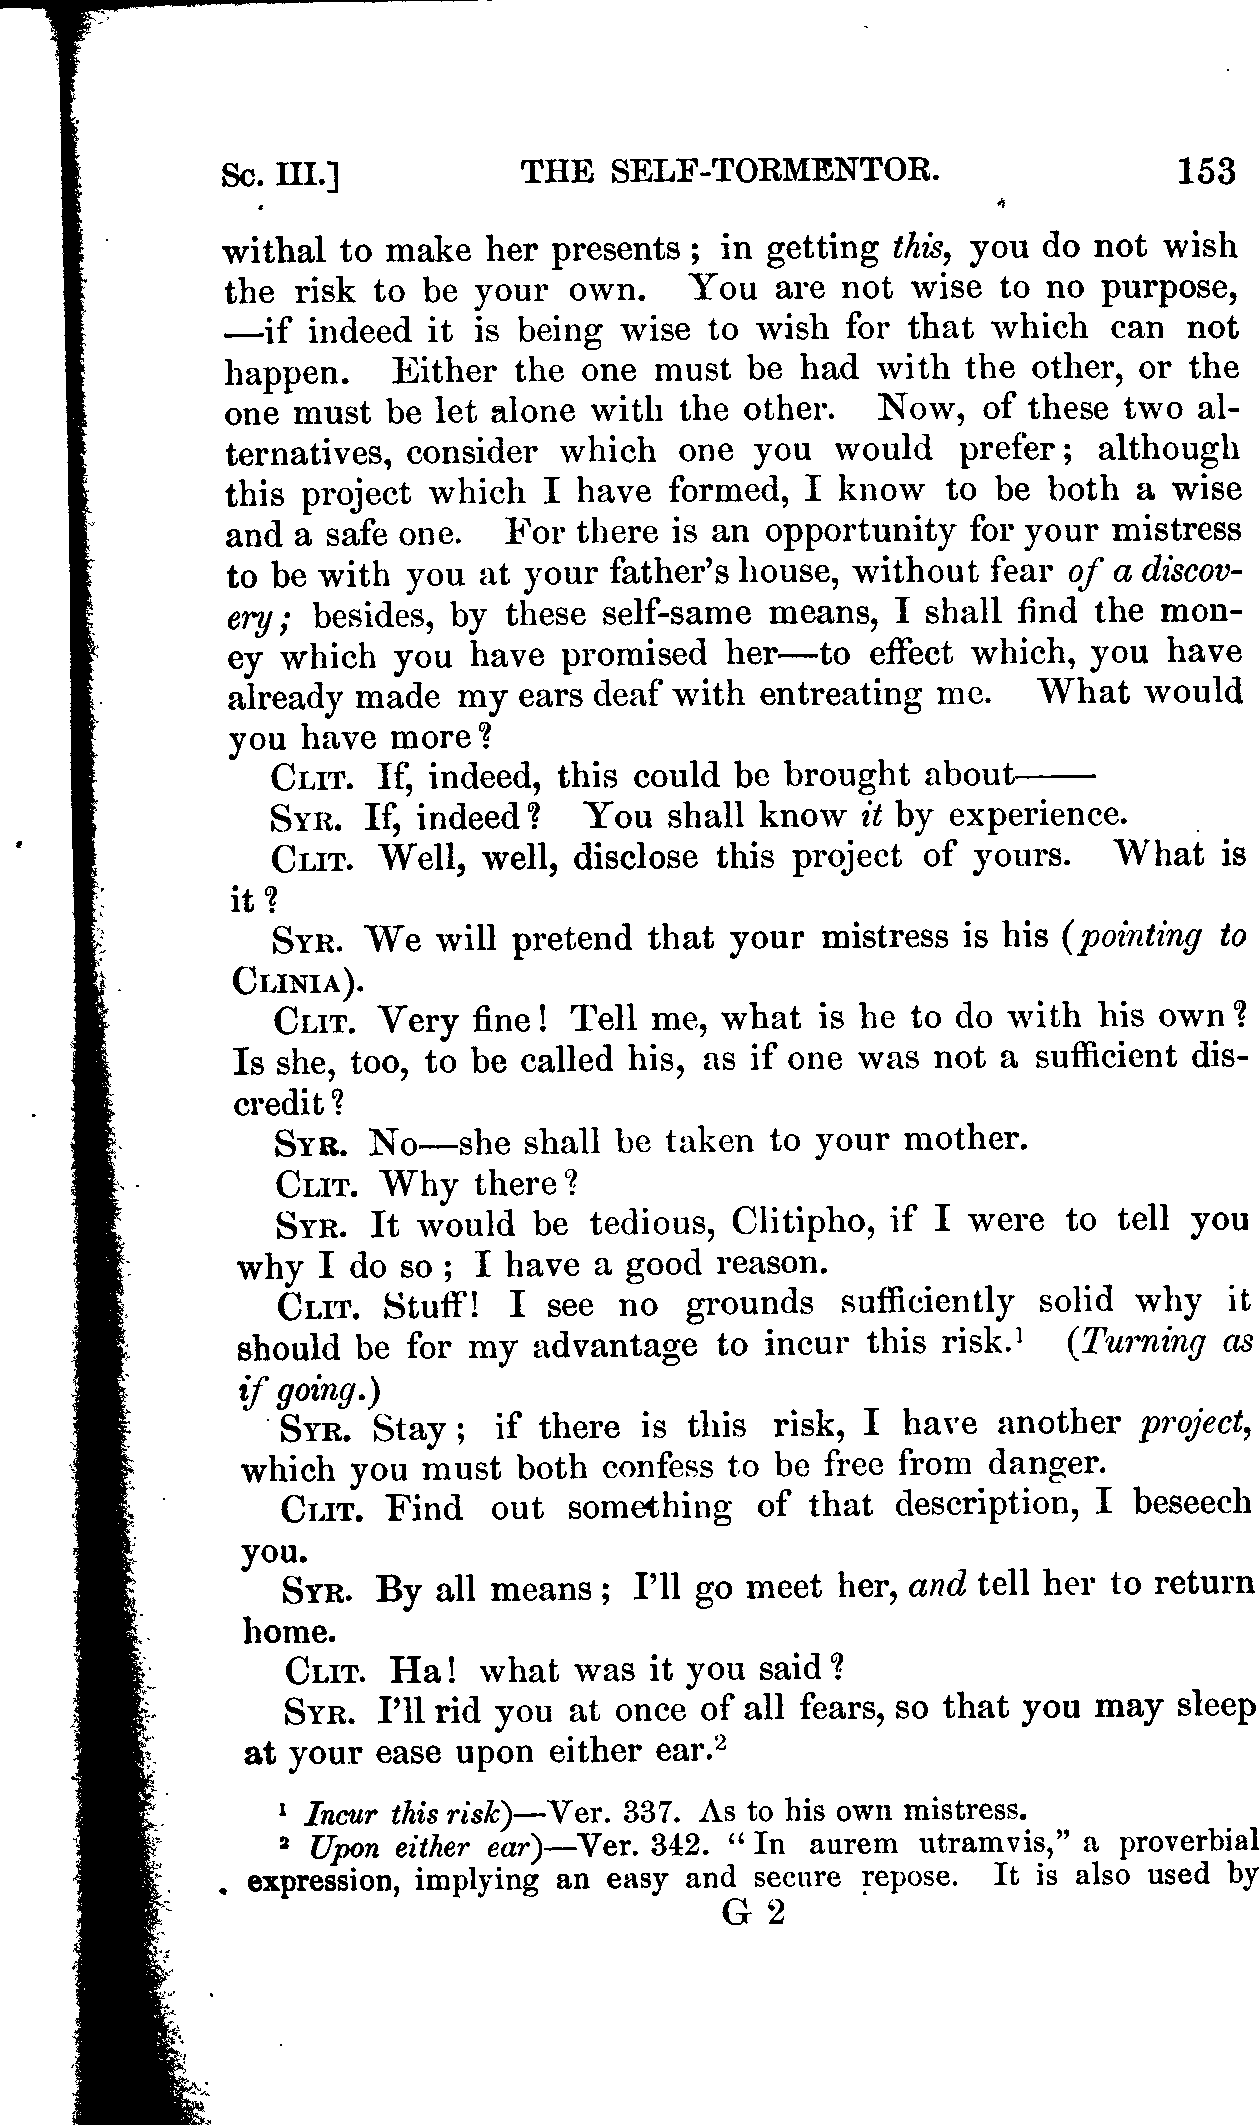 Sc. III.] THE SELF-TORMENTOR. 153
withal to make her presents; in getting this, you do not wish
the risk to be your own. You are not wise to no purpose,
—if indeed it is being wise to wish for that which can not
happen. Either the one must be had with the other, or the
one must be let alone with the other. Now, of these two al-
ternatives, consider which one you would prefer; although
this project which I have formed, I know to be both a wise
and a safe one. For there is an opportunity for your mistress
to be with you at your father's house, without fear of a discov-
ery; besides, by these self-same means, I shall find the mon-
ey which you have promised her—to effect which, you have
already made my ears deaf with entreating me. What would
you have more?
CLIT. If, indeed, this could be brought about——
SYR. If, indeed? You shall know it by experience.
CLIT. Well, well, disclose this project of yours. What is
it?
SYR. We will pretend that your mistress is his (pointing to
CLINIA).
CLIT. Very fine! Tell me, what is he to do with his own?
Is she, too, to be called his, as if one was not a sufficient dis-
credit?
SYR. No—she shall be taken to your mother.
CLIT. Why there?
SYR. It would be tedious, Clitipho, if I were to tell you
why I do so; I have a good reason.
CLIT. Stuff! I see no grounds sufficiently solid why it
should be for my advantage to incur this risk.¹ (Turning as
if going.)
SYR. Stay; if there is this risk, I have another project,
which you must both confess to be free from danger.
CLIT. Find out something of that description, I beseech
you.
SYR. By all means; I'll go meet her, and tell her to return
home.
CLIT. Ha! what was it you said?
SYR. I'll rid you at once of all fears, so that you may sleep
at your ease upon either ear.²
¹ Incur this risk)—Ver. 337. As to his own mistress.
² Upon either ear)—Ver. 342. "In aurem utramvis," a proverbial
expression, implying an easy and secure repose. It is also used by
G 2